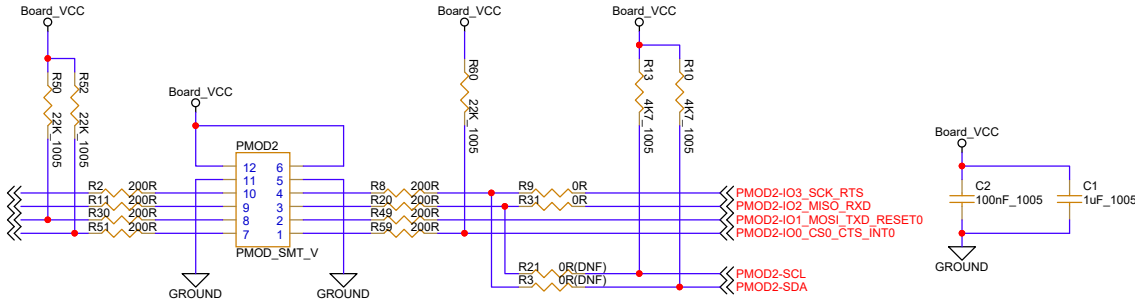 Board_VCC
Board_VCC
Board_VCC
R50
22K_1005
R52
22K_1005
R60
22K_1005
R13
4K7_1005
R10
4K7_1005
Board_VCC
Board_VCC
PMOD2
12 6
11 5
10 4
9 3
8 2
7 1
PMOD_SMT_V
R2 200R
R11 200R
R30 200R
R51 200R
R8 200R
R20 200R
R49 200R
R59 200R
R9 0R
R31 0R
PMOD2-IO3_SCK_RTS
PMOD2-IO2_MISO_RXD
PMOD2-IO1_MOSI_TXD_RESET0
PMOD2-IO0_CS0_CTS_INT0
C2
100nF_1005
C1
1uF_1005
R21 0R(DNF)
R3 0R(DNF)
PMOD2-SCL
PMOD2-SDA
GROUND
GROUND
GROUND